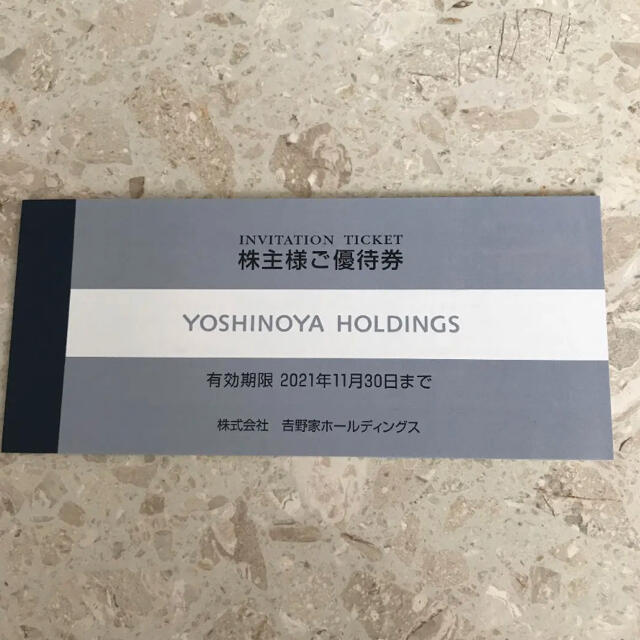 INVITATION TICKET
株主様ご優待券
YOSHINOYA HOLDINGS
有効期限 2021年11月30日まで
株式会社 𠮷野家ホールディングス